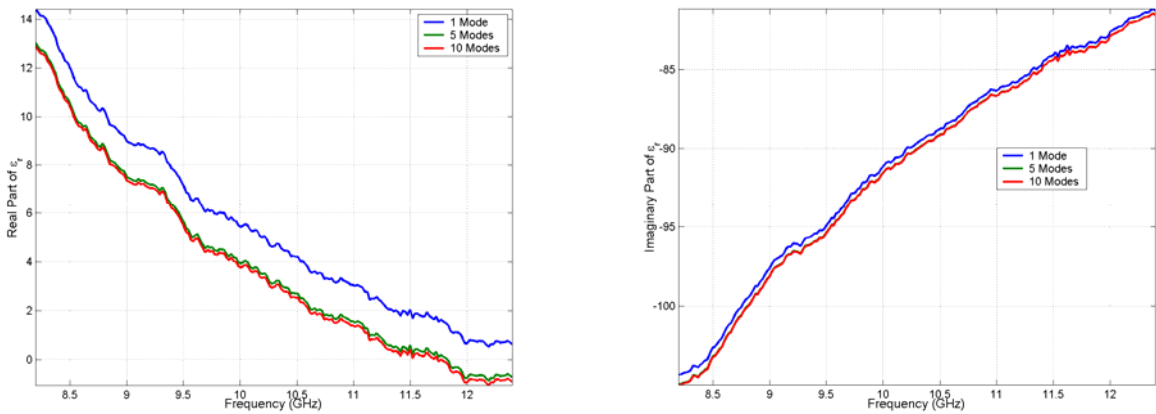 14
12
10
8
6
4
2
0
Real Part of εr
8.5
9
9.5
10
10.5
11
11.5
12
Frequency (GHz)
1 Mode
5 Modes
10 Modes
-85
-90
-95
-100
Imaginary Part of εr
8.5
9
9.5
10
10.5
11
11.5
12
Frequency (GHz)
1 Mode
5 Modes
10 Modes